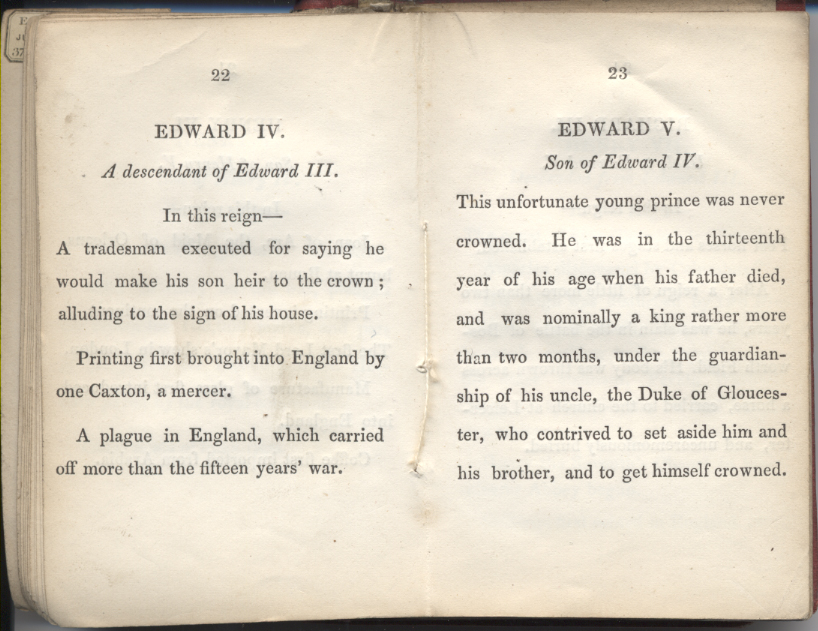 22
EDWARD IV.
A descendant of Edward III.
In this reign—
A tradesman executed for saying he
would make his son heir to the crown;
alluding to the sign of his house.
Printing first brought into England by
one Caxton, a mercer.
A plague in England, which carried
off more than the fifteen years' war.
23
EDWARD V.
Son of Edward IV.
This unfortunate young prince was never
crowned. He was in the thirteenth
year of his age when his father died,
and was nominally a king rather more
than two months, under the guardian-
ship of his uncle, the Duke of Glouces-
ter, who contrived to set aside him and
his brother, and to get himself crowned.